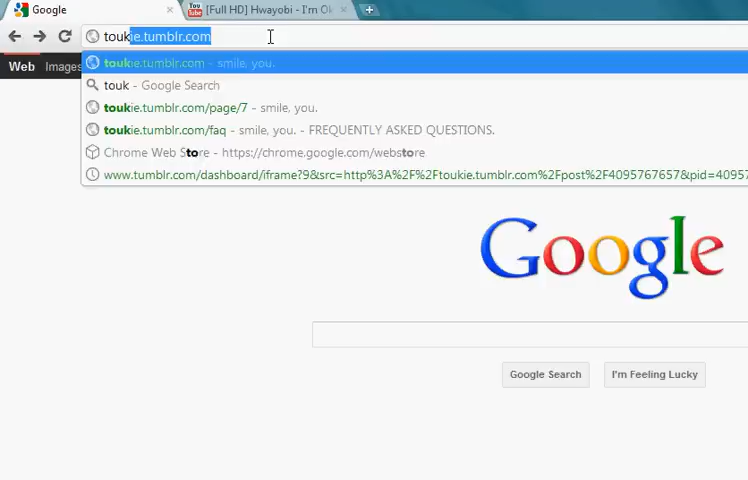 Google
You Tube [Full HD] Hwayobi - I'm Ok
toukie.tumblr.com
toukie.tumblr.com - smile, you.
touk - Google Search
toukie.tumblr.com/page/7 - smile, you.
toukie.tumblr.com/faq - smile, you. - FREQUENTLY ASKED QUESTIONS.
Chrome Web Store - https://chrome.google.com/webstore
www.tumblr.com/dashboard/iframe?9&src=http%3A%2F%2Ftoukie.tumblr.com%2Fpost%2F4095767657&pid=40957
Web Images
Google
Google Search I'm Feeling Lucky